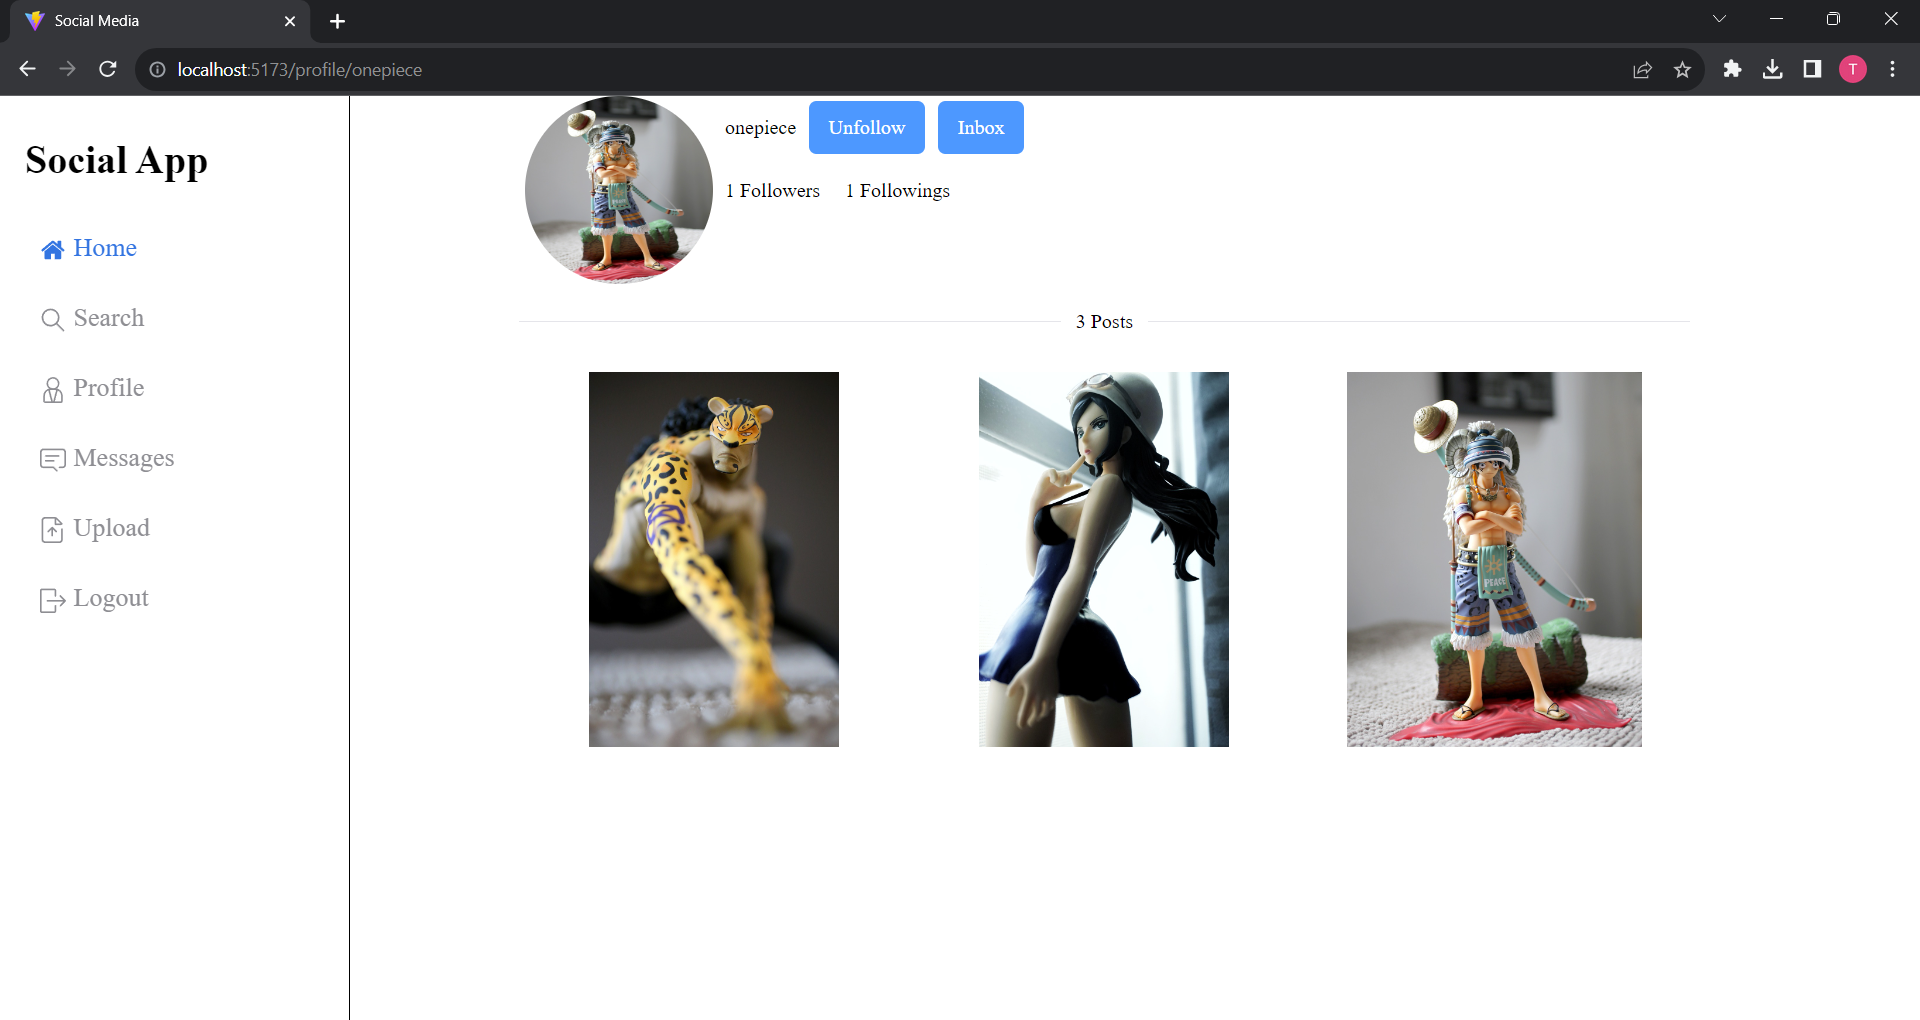 Social Media
localhost:5173/profile/onepiece
T
Social App
Home
Search
Profile
Messages
Upload
Logout
onepiece Unfollow Inbox
1 Followers 1 Followings
3 Posts
PEACE